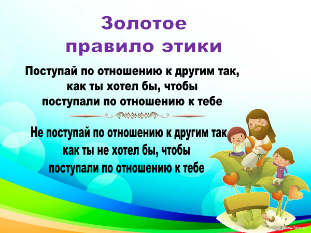 Золотое
правило этики
Поступай по отношению к другим так,
как ты хотел бы, чтобы
поступали по отношению к тебе
Не поступай по отношению к другим так
как ты не хотел бы, чтобы
поступали по отношению к тебе